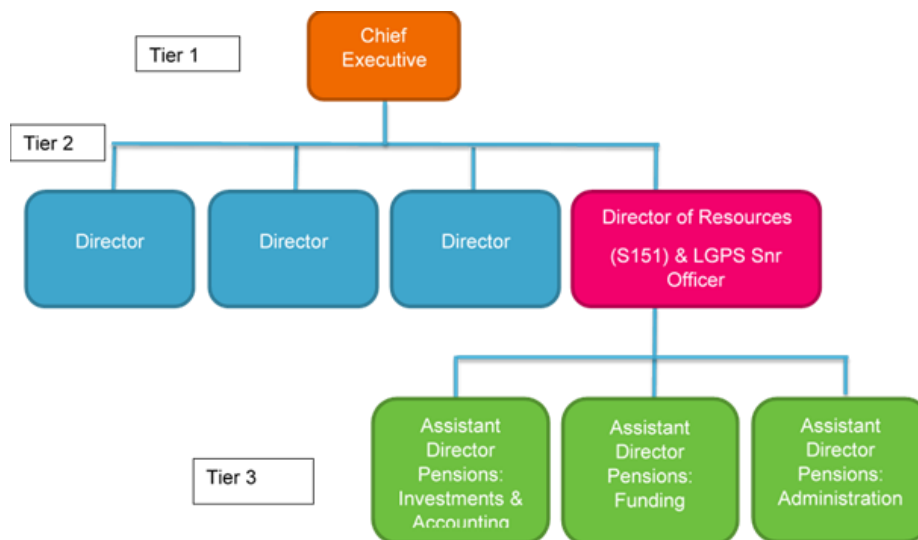 Tier 1
Chief
Executive
Tier 2
Director
Director
Director
Director of Resources
(S151) & LGPS Snr
Officer
Tier 3
Assistant
Director
Pensions:
Investments &
Accounting
Assistant
Director
Pensions:
Funding
Assistant
Director
Pensions:
Administration